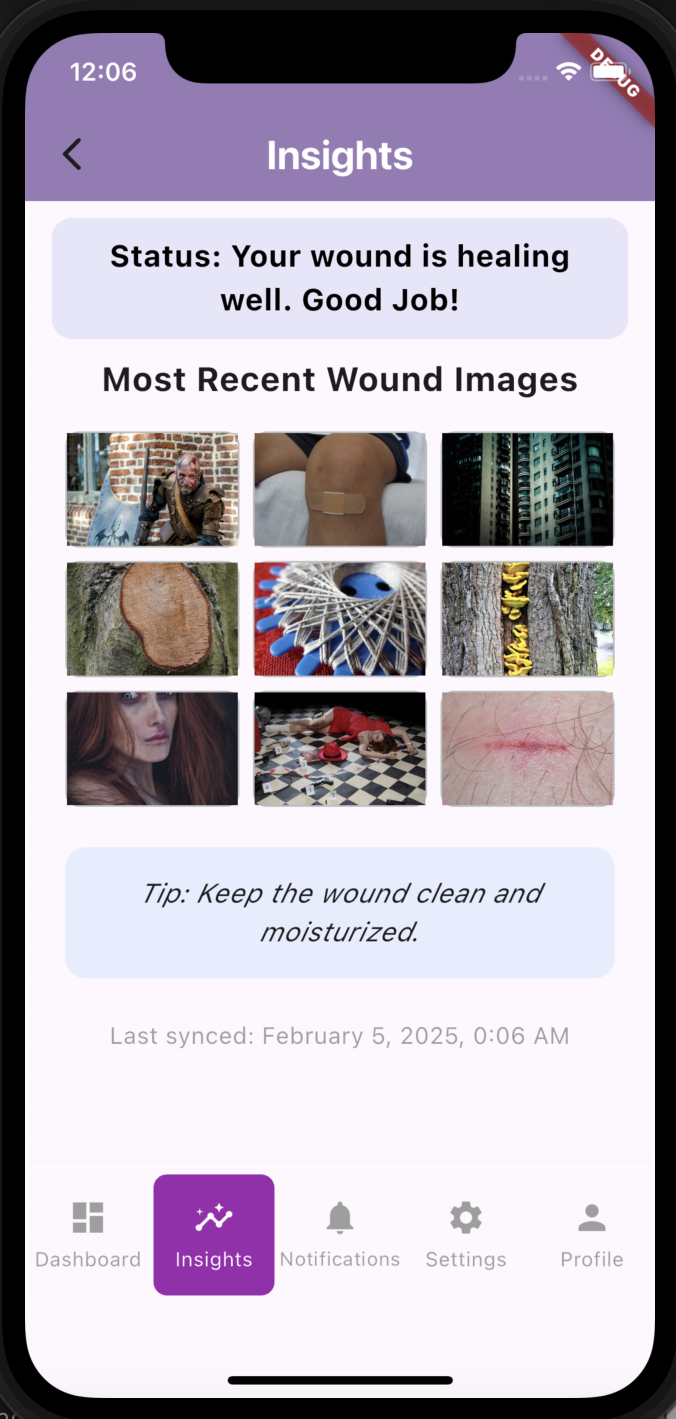 12:06
DEBUG
Insights
Status: Your wound is healing
well. Good Job!
Most Recent Wound Images
Tip: Keep the wound clean and
moisturized.
Last synced: February 5, 2025, 0:06 AM
Dashboard
Insights
Notifications
Settings
Profile